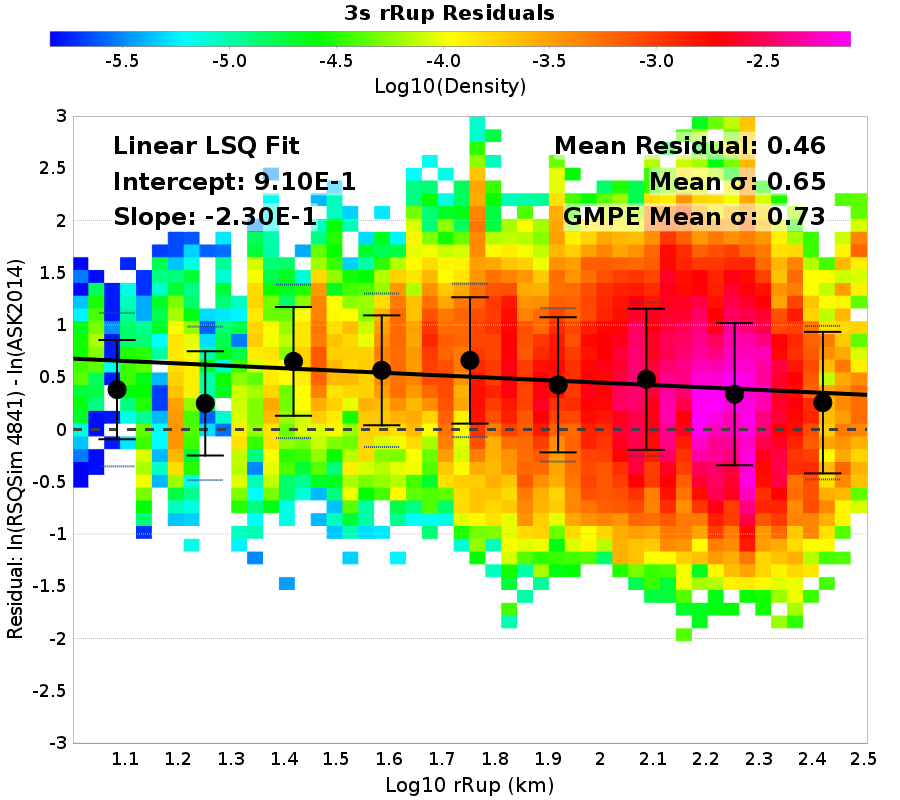 3s rRup Residuals
-5.5 -5.0 -4.5 -4.0 -3.5 -3.0 -2.5
Log10(Density)
Linear LSQ Fit
Intercept: 9.10E-1
Slope: -2.30E-1
Mean Residual: 0.46
Mean σ: 0.65
GMPE Mean σ: 0.73
Residual: ln(RSQSim 4841) - ln(ASK2014)
3
2.5
2
1.5
1
0.5
0
-0.5
-1
-1.5
-2
-2.5
-3
1.1 1.2 1.3 1.4 1.5 1.6 1.7 1.8 1.9 2 2.1 2.2 2.3 2.4 2.5
Log10 rRup (km)